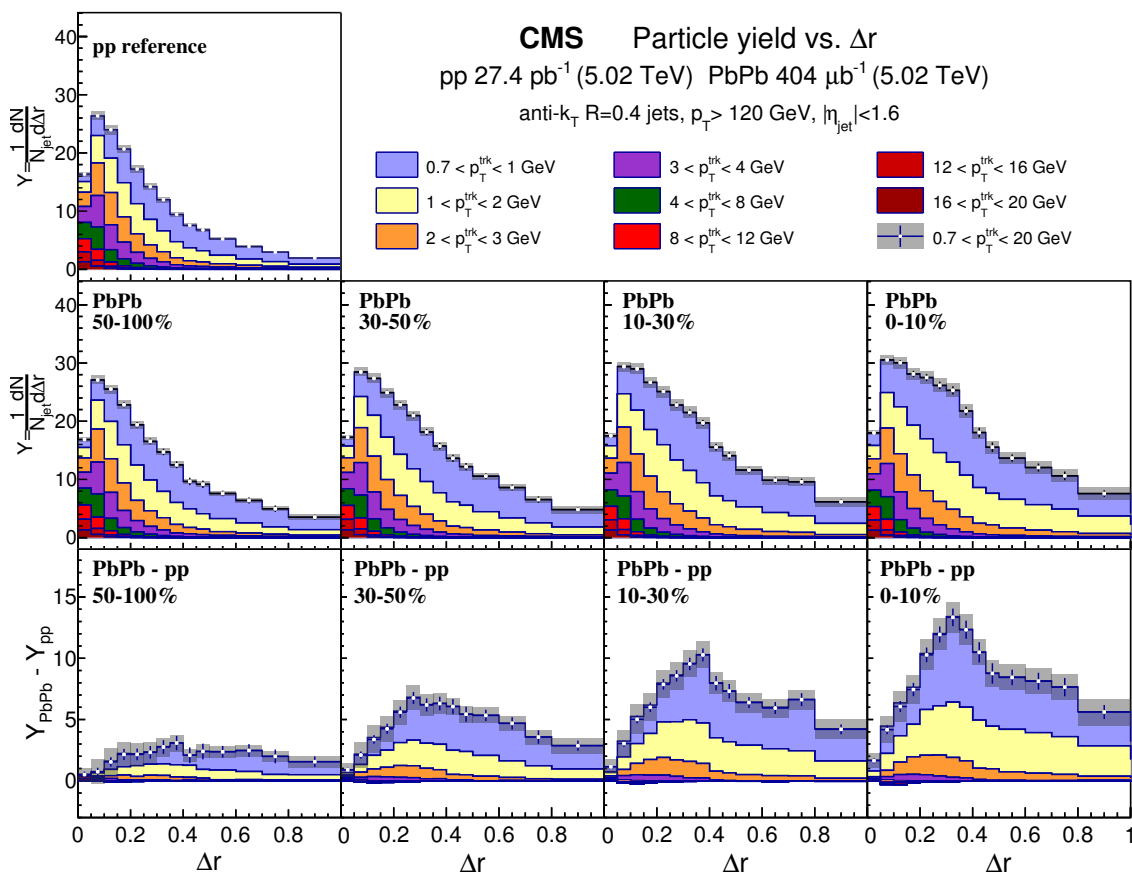 CMS Particle yield vs. Δr
pp 27.4 pb⁻¹ (5.02 TeV) PbPb 404 μb⁻¹ (5.02 TeV)
anti-k_T R=0.4 jets, p_T > 120 GeV, |η_jet|<1.6
0.7 < p_T^trk < 1 GeV
1 < p_T^trk < 2 GeV
2 < p_T^trk < 3 GeV
3 < p_T^trk < 4 GeV
4 < p_T^trk < 8 GeV
8 < p_T^trk < 12 GeV
12 < p_T^trk < 16 GeV
16 < p_T^trk < 20 GeV
0.7 < p_T^trk < 20 GeV
pp reference
Y=1/N_jet dN/dΔr
40
30
20
10
0
PbPb
50-100%
PbPb
30-50%
PbPb
10-30%
PbPb
0-10%
Y=1/N_jet dN/dΔr
40
30
20
10
0
PbPb - pp
50-100%
PbPb - pp
30-50%
PbPb - pp
10-30%
PbPb - pp
0-10%
Y_PbPb - Y_pp
15
10
5
0
0 0.2 0.4 0.6 0.8
0.2 0.4 0.6 0.8
0.2 0.4 0.6 0.8
0.2 0.4 0.6 0.8 1
Δr
Δr
Δr
Δr